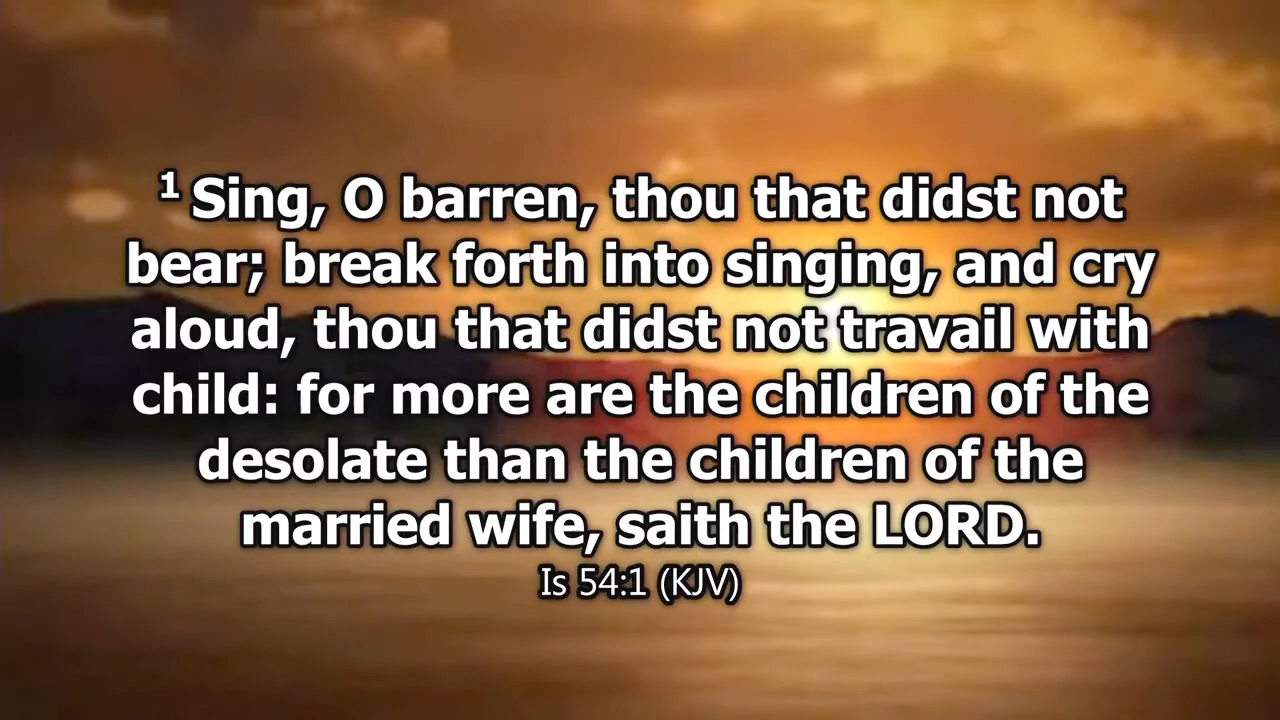 1 Sing, O barren, thou that didst not
bear; break forth into singing, and cry
aloud, thou that didst not travail with
child: for more are the children of the
desolate than the children of the
married wife, saith the LORD.
Is 54:1 (KJV)